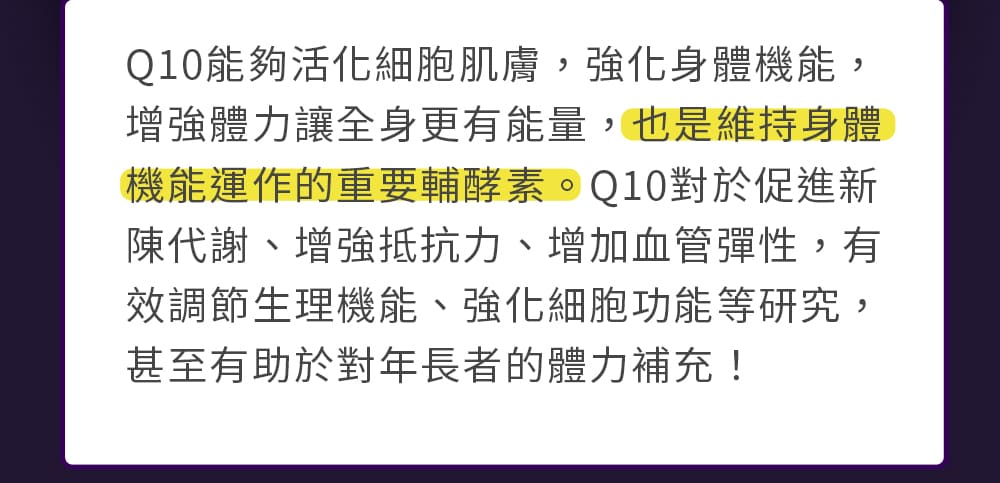 Q10能夠活化細胞肌膚，強化身體機能，
增強體力讓全身更有能量，也是維持身體
機能運作的重要輔酵素。Q10對於促進新
陳代謝、增強抵抗力、增加血管彈性，有
效調節生理機能、強化細胞功能等研究，
甚至有助於對年長者的體力補充！